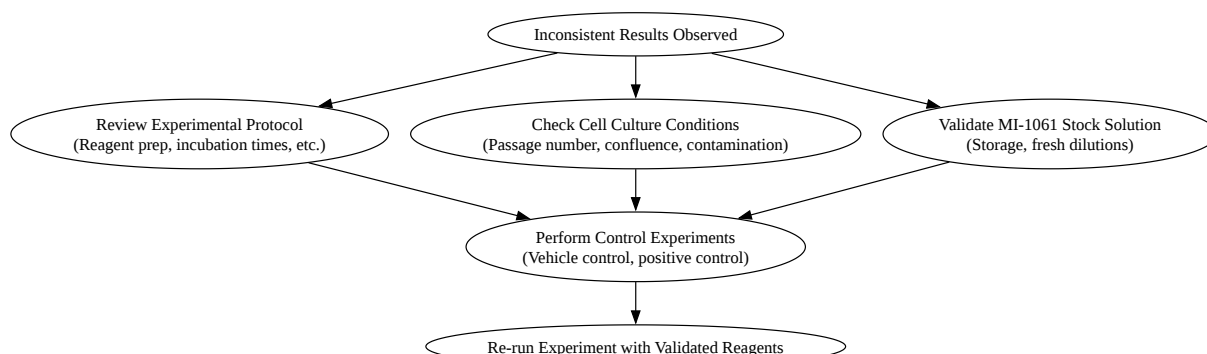 Inconsistent Results Observed
Review Experimental Protocol
(Reagent prep, incubation times, etc.)
Check Cell Culture Conditions
(Passage number, confluence, contamination)
Validate MI-1061 Stock Solution
(Storage, fresh dilutions)
Perform Control Experiments
(Vehicle control, positive control)
Re-run Experiment with Validated Reagents